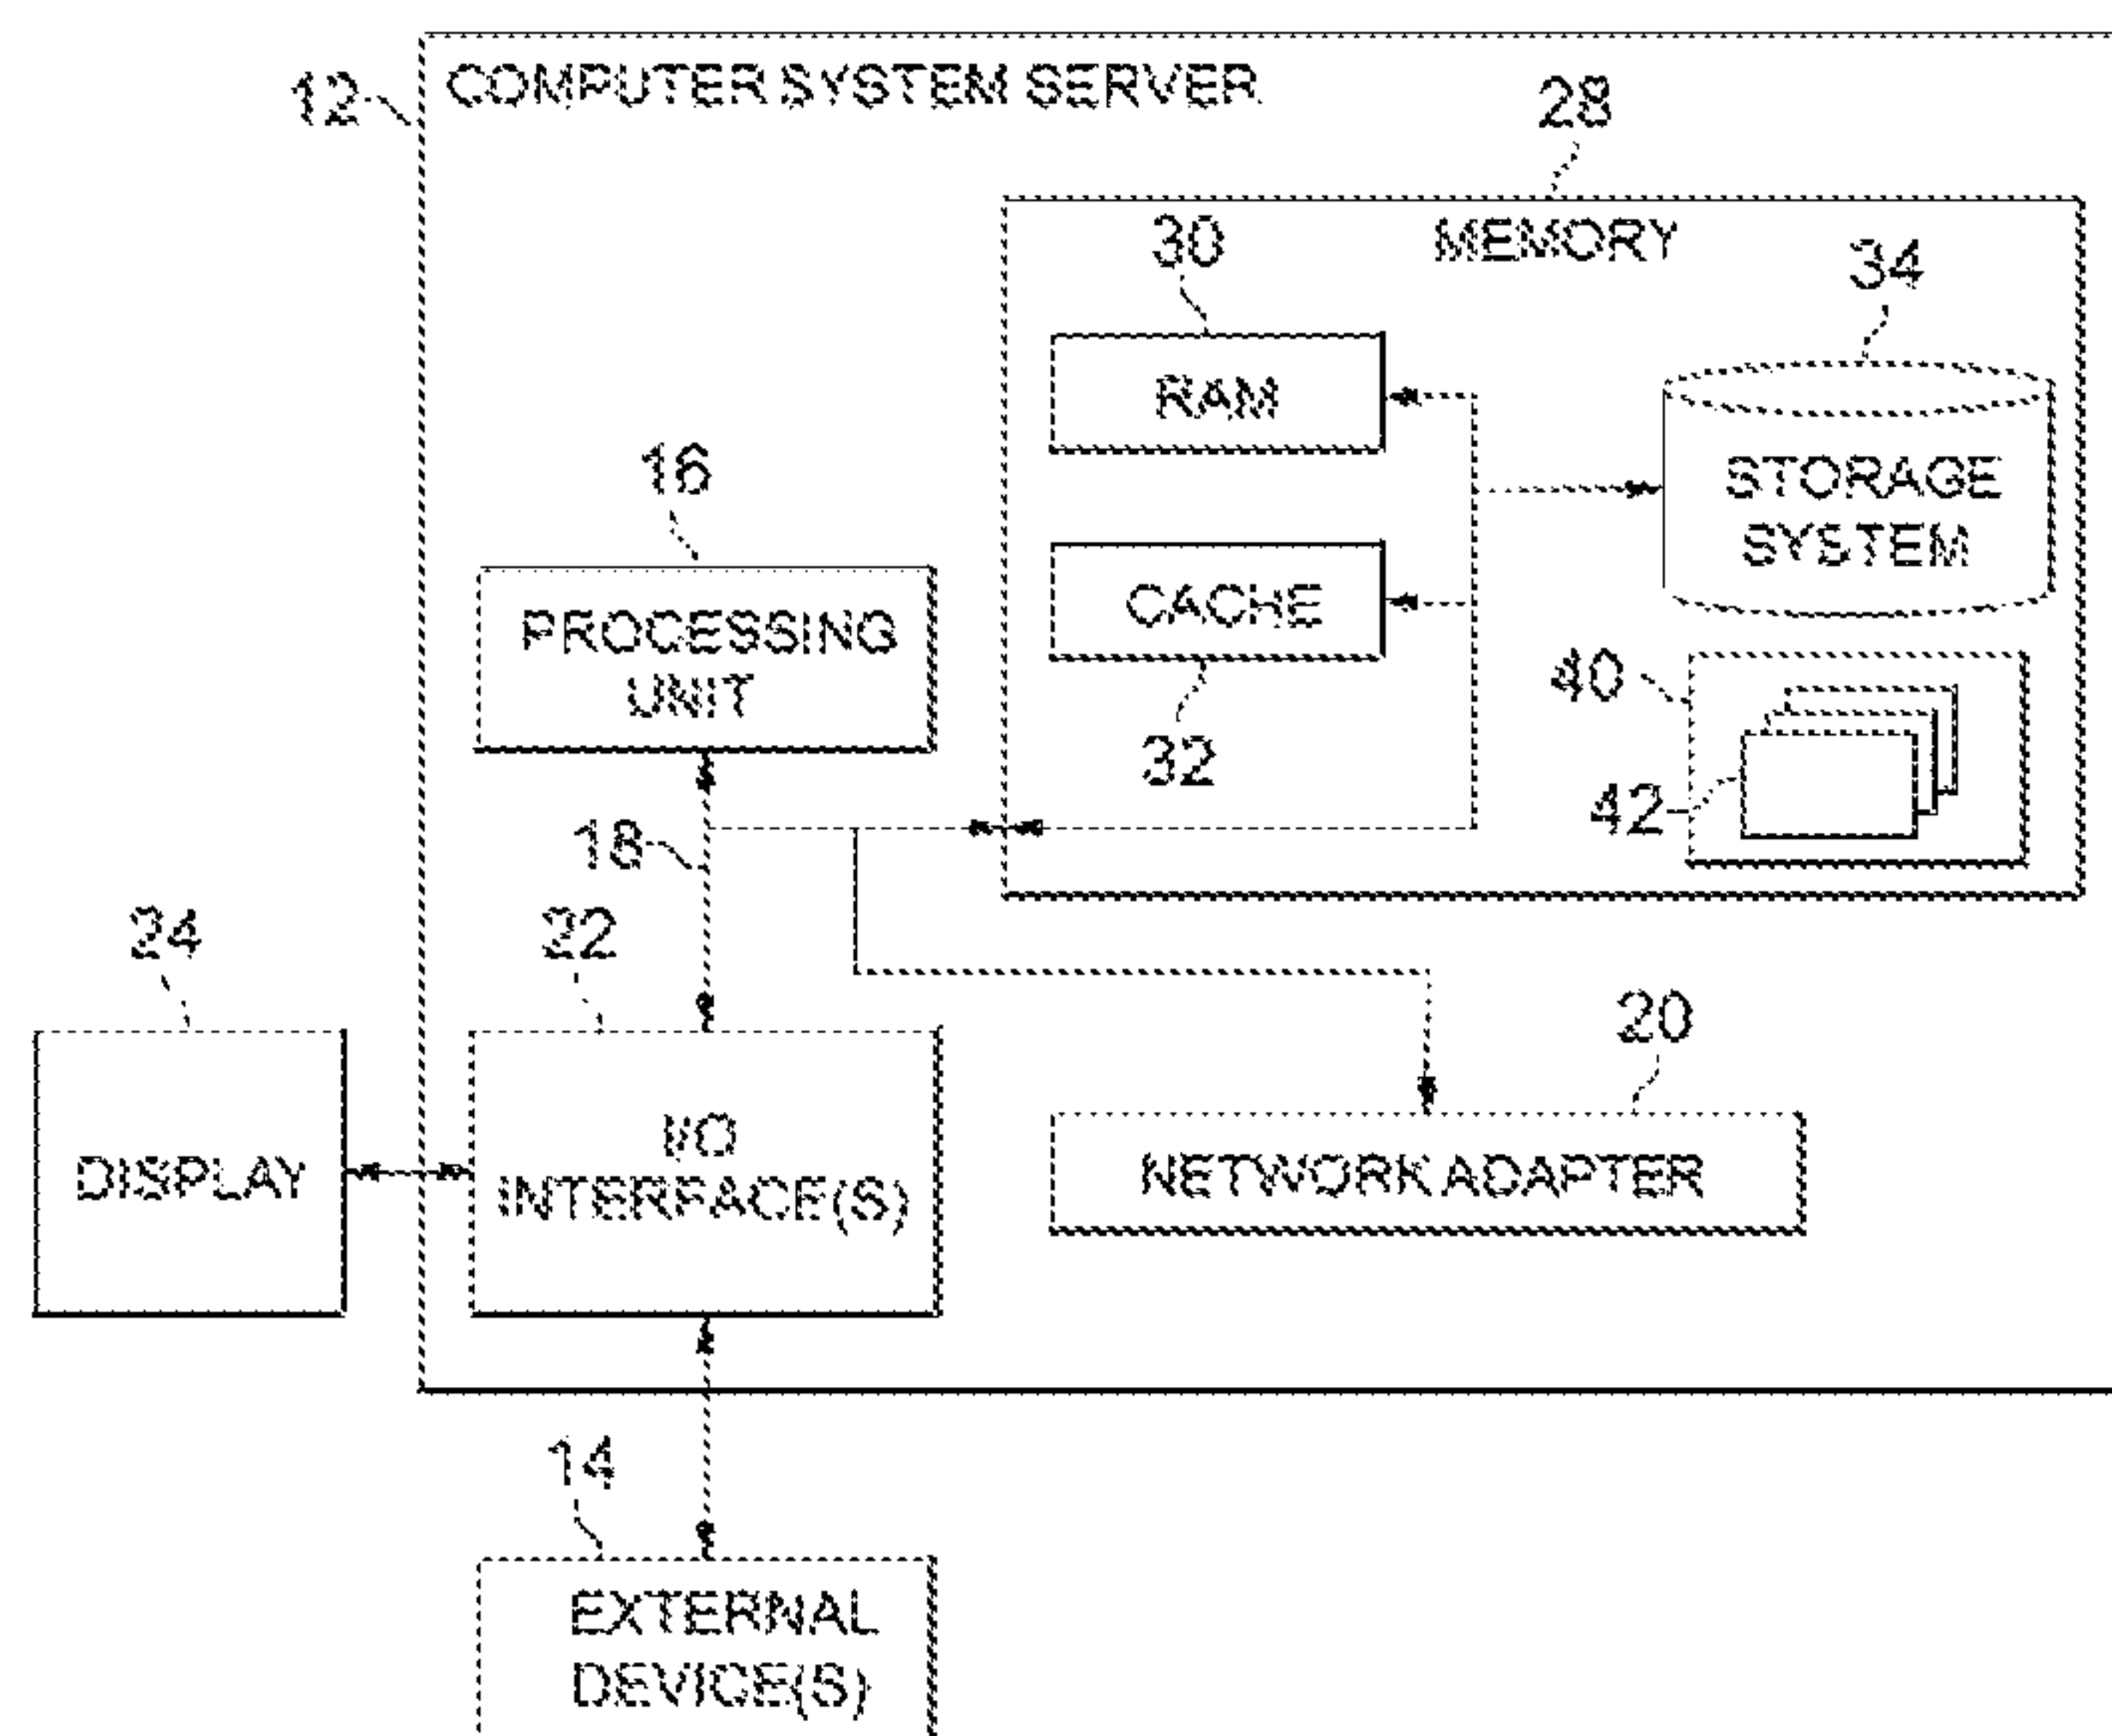 12
COMPUTER SYSTEM SERVER
28
MEMORY
30
34
RAM
STORAGE
SYSTEM
16
PROCESSING
UNIT
CACHE
32
40
42
18
24
22
20
DISPLAY
I/O
INTERFACE(S)
NETWORK ADAPTER
14
EXTERNAL
DEVICE(S)